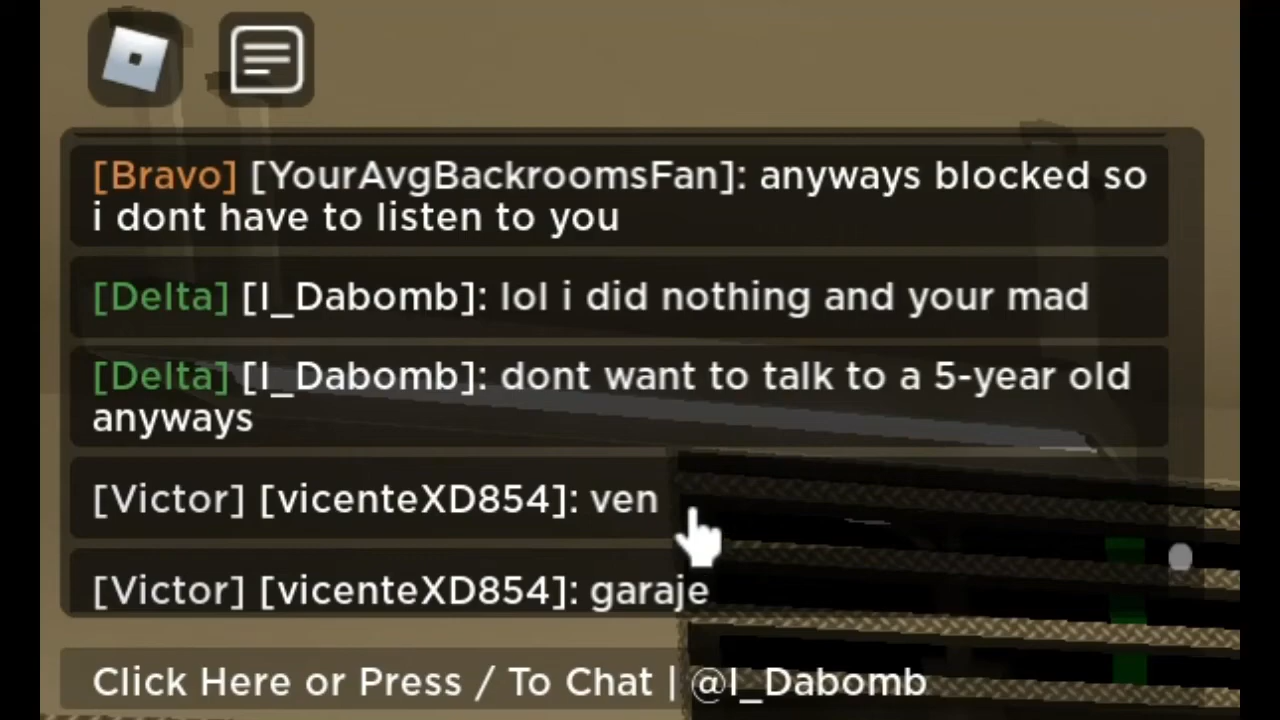 [Bravo] [YourAvgBackroomsFan]: anyways blocked so
i dont have to listen to you
[Delta] [I_Dabomb]: lol i did nothing and your mad
[Delta] [I_Dabomb]: dont want to talk to a 5-year old
anyways
[Victor] [vicenteXD854]: ven
[Victor] [vicenteXD854]: garaje
Click Here or Press / To Chat | @I_Dabomb